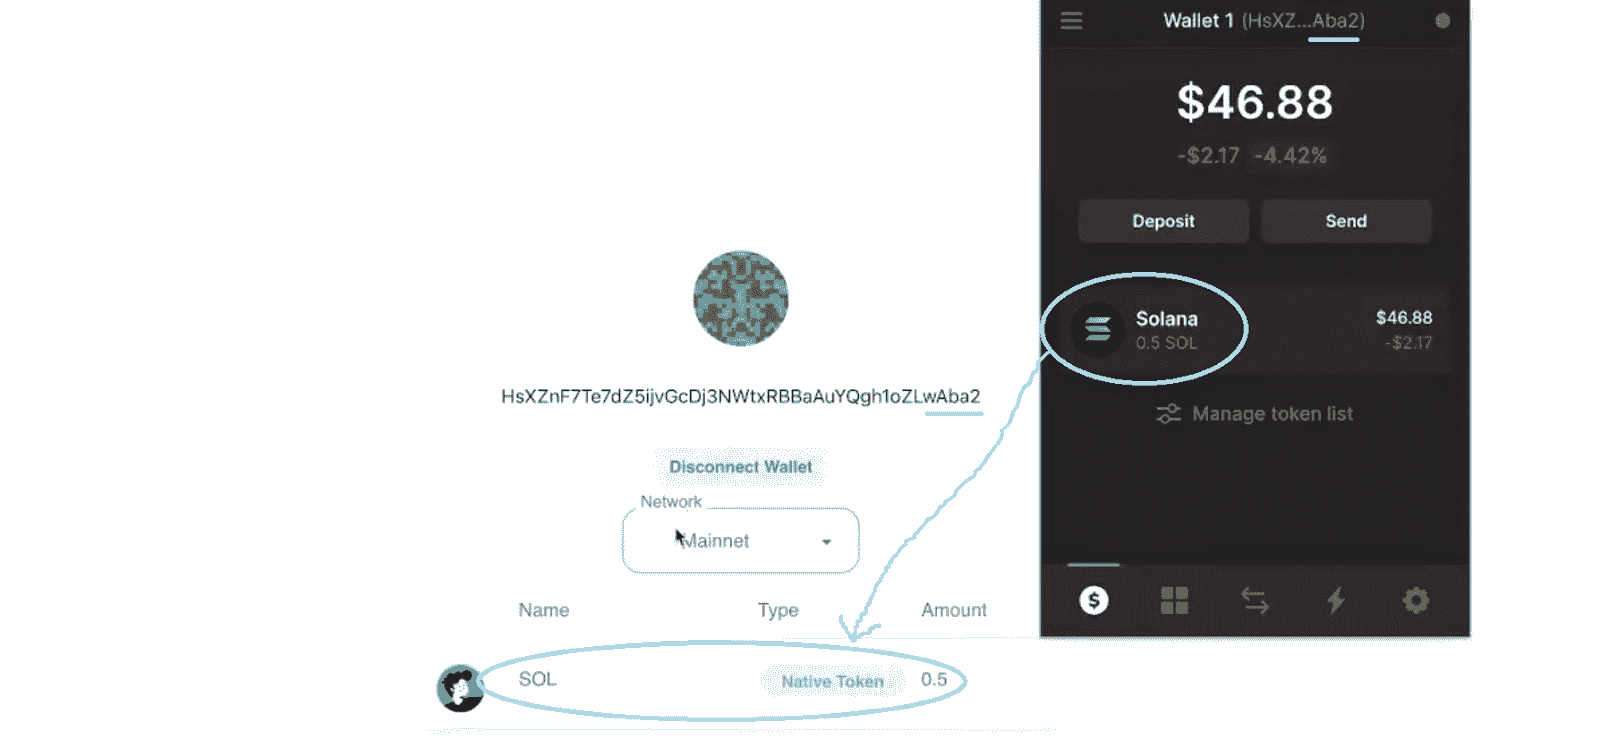 HsXZnF7Te7dZ5ijvGcDj3NWtxRBBaAuYQgh1oZLwAba2
Disconnect Wallet
Network
Mainnet
Name Type Amount
SOL Native Token 0.5
Wallet 1 (HsXZ...Aba2)
$46.88
-$2.17 -4.42%
Deposit Send
Solana $46.88
0.5 SOL -$2.17
Manage token list